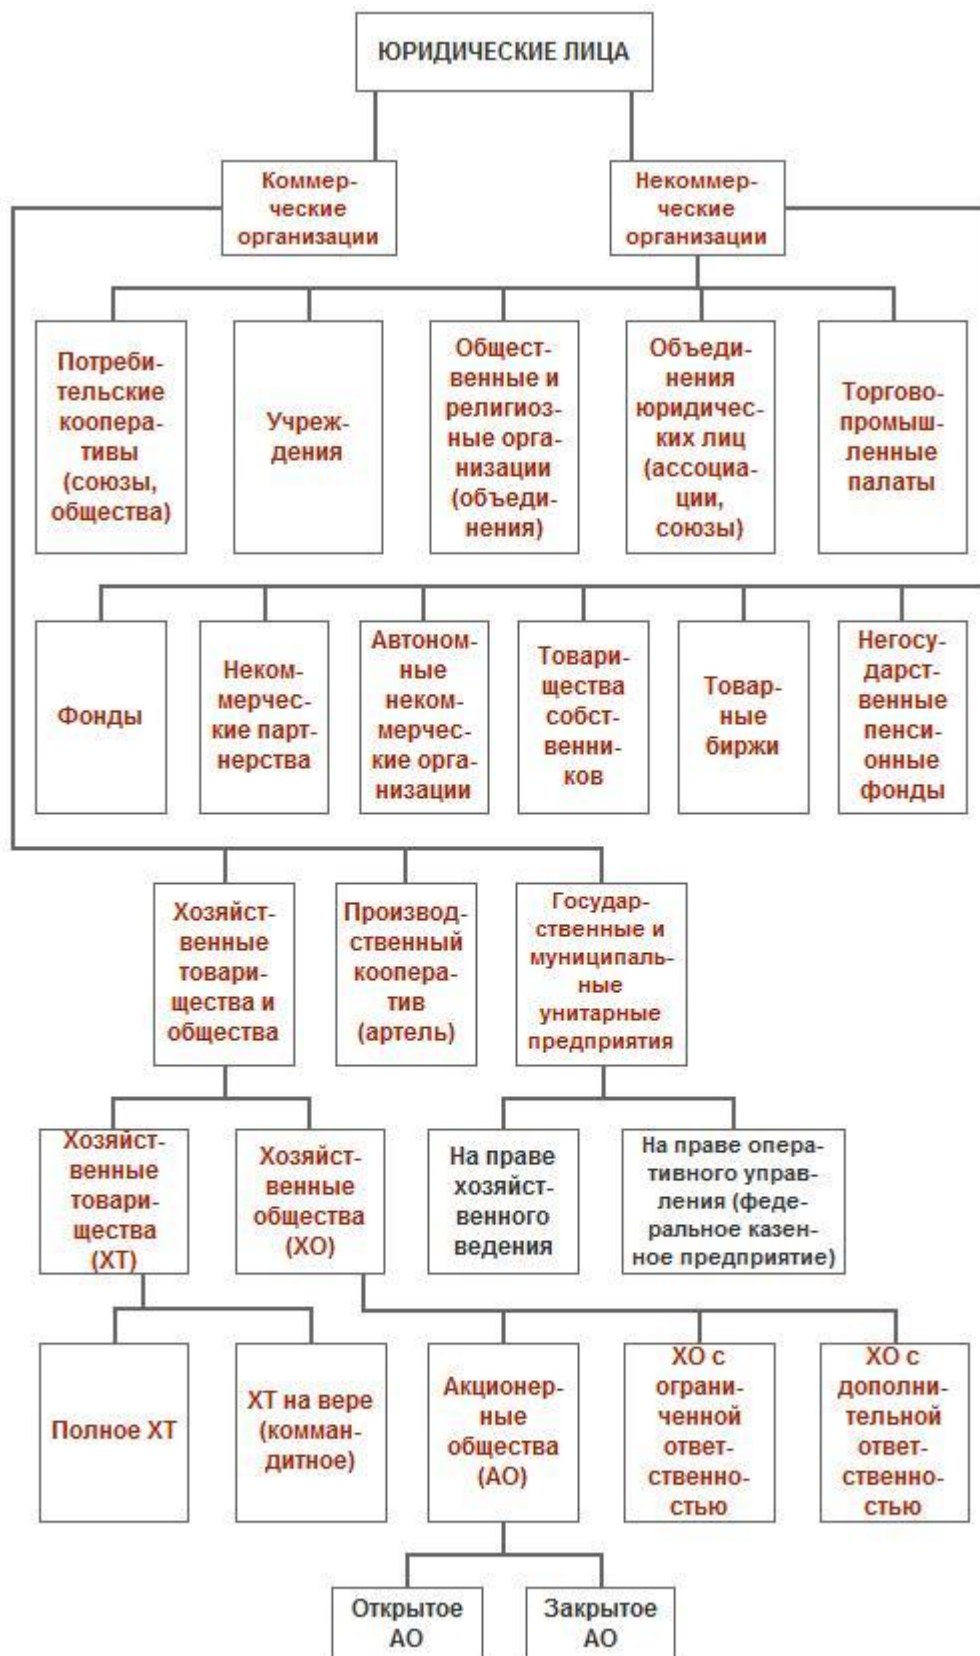 ЮРИДИЧЕСКИЕ ЛИЦА
Коммер-
ческие
организации
Некоммер-
ческие
организации
Потреби-
тельские
коопера-
тивы
(союзы,
общества)
Учреж-
дения
Общест-
венные и
религиоз-
ные орга-
низации
(объеди-
нения)
Объеди-
нения
юридичес-
ких лиц
(ассоциа-
ции,
союзы)
Торгово-
промыш-
ленные
палаты
Фонды
Неком-
мерчес-
кие парт-
нерства
Автоном-
ные
неком-
мерчес-
кие орга-
низации
Товари-
щества
собст-
венни-
ков
Товар-
ные
биржи
Негосу-
дарст-
венные
пенси-
онные
фонды
Хозяйст-
венные
товари-
щества и
общества
Производ-
ственный
коопера-
тив
(артель)
Государ-
ственные и
муниципаль-
ные
унитарные
предприятия
Хозяйст-
венные
товари-
щества
(ХТ)
Хозяйст-
венные
общества
(ХО)
На праве
хозяйст-
венного
ведения
На праве опера-
тивного управ-
ления (феде-
ральное казен-
ное предприятие)
Полное ХТ
ХТ на вере
(комман-
дитное)
Акционер-
ные
общества
(АО)
ХО с
ограни-
ченной
ответ-
ственно-
стью
ХО с
дополни-
тельной
ответ-
ственно-
стью
Открытое
АО
Закрытое
АО